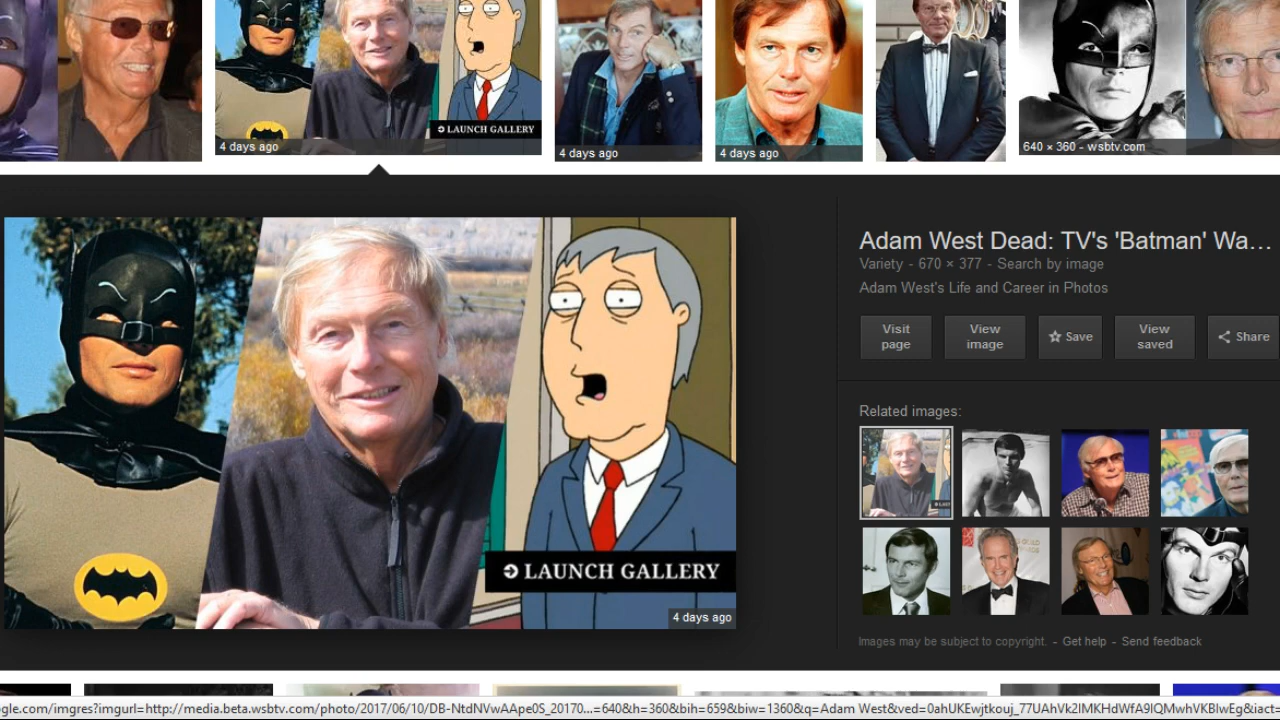 LAUNCH GALLERY
4 days ago
4 days ago
4 days ago
640 × 360 - wsbtv.com
Adam West Dead: TV's 'Batman' Wa...
Variety - 670 × 377 - Search by image
Adam West's Life and Career in Photos
Visit page
View image
Save
View saved
Share
Related images:
LAUNCH GALLERY
4 days ago
Images may be subject to copyright. - Get help - Send feedback
gle.com/imgres?imgurl=http://media.beta.wsbtv.com/photo/2017/06/10/DB-NtdNVwAApe0S_20170...=640&h=360&bih=659&biw=1360&q=Adam West&ved=0ahUKEwjtkouj_77UAhVk2IMKHdWfA9IQMwhVKBIwEg&iact=